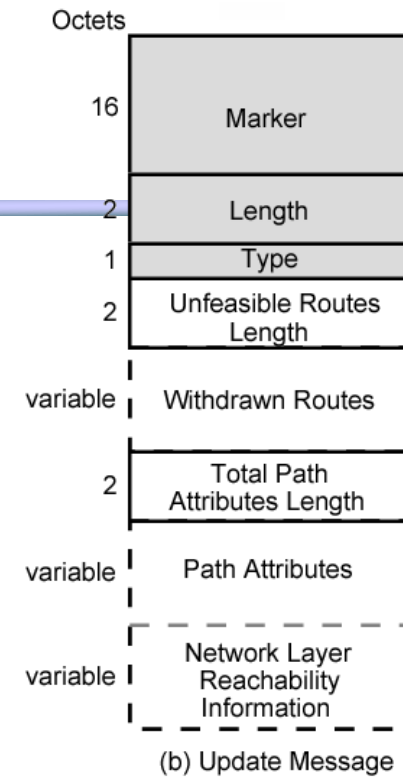 Octets
16
Marker
2
Length
1
Type
2
Unfeasible Routes
Length
variable
Withdrawn Routes
2
Total Path
Attributes Length
variable
Path Attributes
variable
Network Layer
Reachability
Information
(b) Update Message